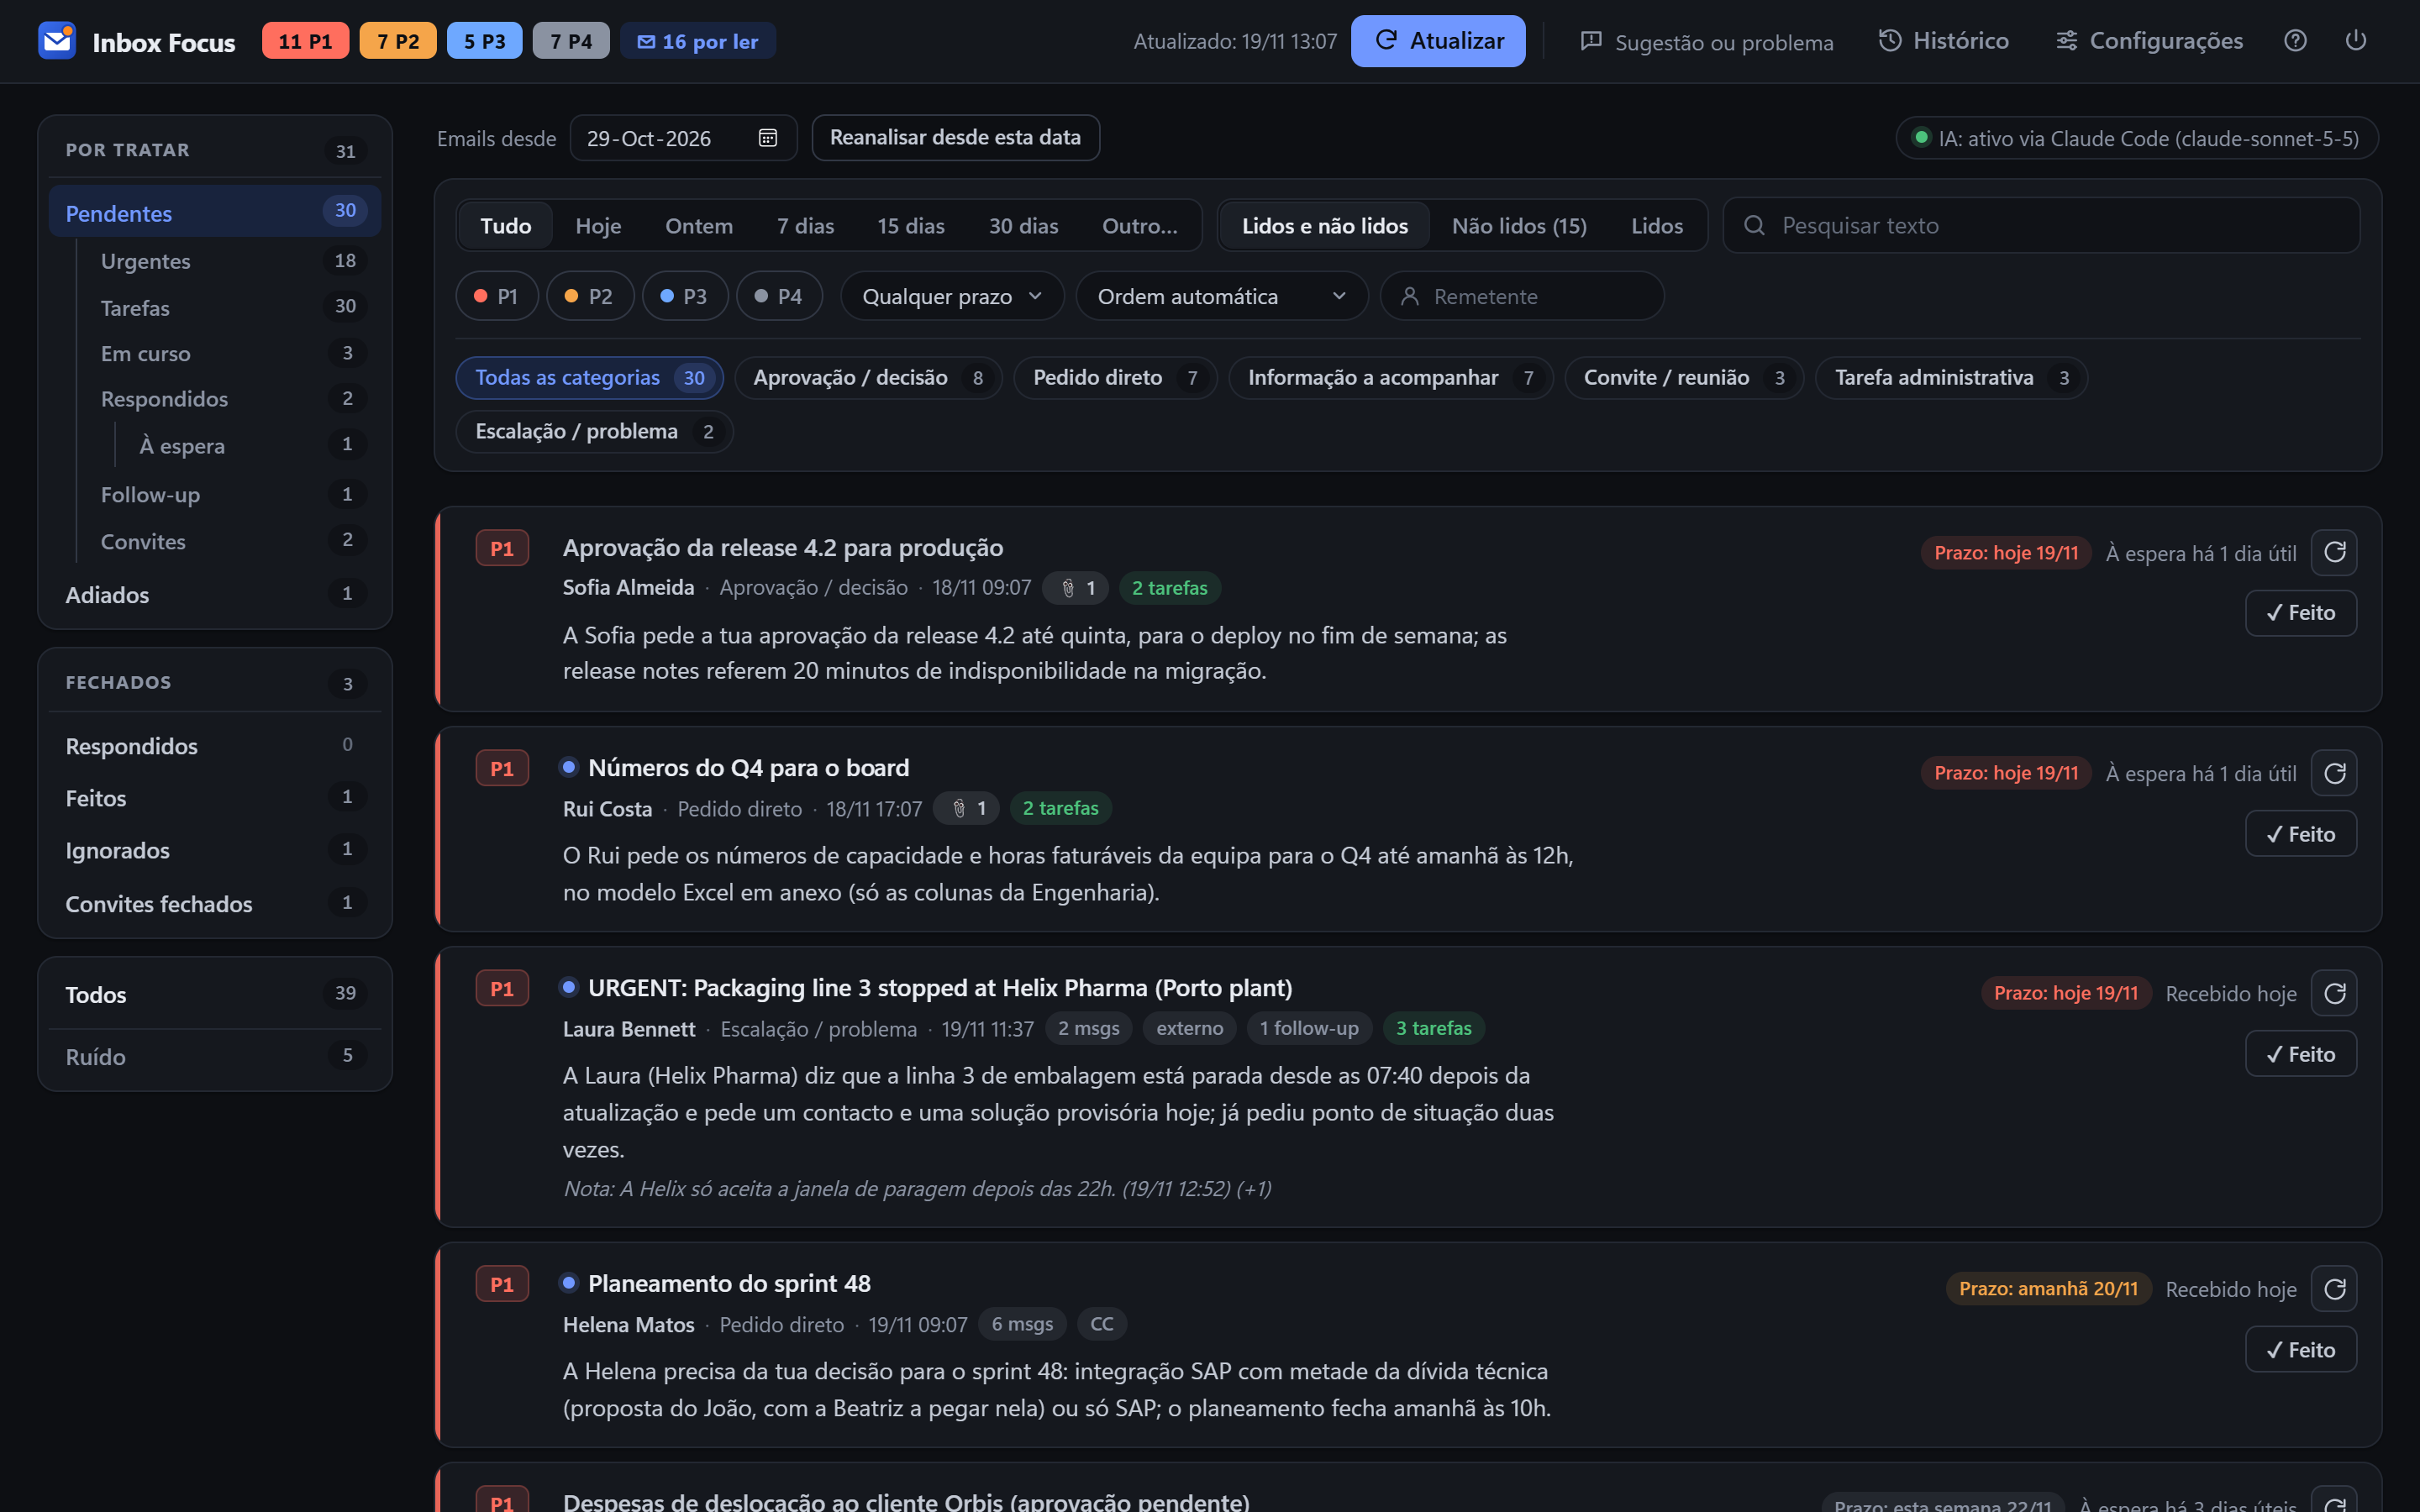 Inbox Focus 11 P1 7 P2 5 P3 7 P4 16 por ler Atualizado: 19/11 13:07 Atualizar Sugestão ou problema Histórico Configurações
POR TRATAR 31
Pendentes 30
Urgentes 18
Tarefas 30
Em curso 3
Respondidos 2
À espera 1
Follow-up 1
Convites 2
Adiados 1
FECHADOS 3
Respondidos 0
Feitos 1
Ignorados 1
Convites fechados 1
Todos 39
Ruído 5
Emails desde 29-Oct-2026 Reanalisar desde esta data IA: ativo via Claude Code (claude-sonnet-5-5)
Tudo Hoje Ontem 7 dias 15 dias 30 dias Outro... Lidos e não lidos Não lidos (15) Lidos Pesquisar texto
P1 P2 P3 P4 Qualquer prazo Ordem automática Remetente
Todas as categorias 30 Aprovação / decisão 8 Pedido direto 7 Informação a acompanhar 7 Convite / reunião 3 Tarefa administrativa 3
Escalação / problema 2
P1 Aprovação da release 4.2 para produção Prazo: hoje 19/11 À espera há 1 dia útil
Sofia Almeida · Aprovação / decisão · 18/11 09:07 1 2 tarefas
✓ Feito
A Sofia pede a tua aprovação da release 4.2 até quinta, para o deploy no fim de semana; as
release notes referem 20 minutos de indisponibilidade na migração.
P1 Números do Q4 para o board Prazo: hoje 19/11 À espera há 1 dia útil
Rui Costa · Pedido direto · 18/11 17:07 1 2 tarefas
✓ Feito
O Rui pede os números de capacidade e horas faturáveis da equipa para o Q4 até amanhã às 12h,
no modelo Excel em anexo (só as colunas da Engenharia).
P1 URGENT: Packaging line 3 stopped at Helix Pharma (Porto plant) Prazo: hoje 19/11 Recebido hoje
Laura Bennett · Escalação / problema · 19/11 11:37 2 msgs externo 1 follow-up 3 tarefas
✓ Feito
A Laura (Helix Pharma) diz que a linha 3 de embalagem está parada desde as 07:40 depois da
atualização e pede um contacto e uma solução provisória hoje; já pediu ponto de situação duas
vezes.
Nota: A Helix só aceita a janela de paragem depois das 22h. (19/11 12:52) (+1)
P1 Planeamento do sprint 48 Prazo: amanhã 20/11 Recebido hoje
Helena Matos · Pedido direto · 19/11 09:07 6 msgs CC
✓ Feito
A Helena precisa da tua decisão para o sprint 48: integração SAP com metade da dívida técnica
(proposta do João, com a Beatriz a pegar nela) ou só SAP; o planeamento fecha amanhã às 10h.
P1 Despesas de deslocação ao cliente Orbis (aprovação pendente) Prazo: esta semana 22/11 À espera há 3 dias úteis